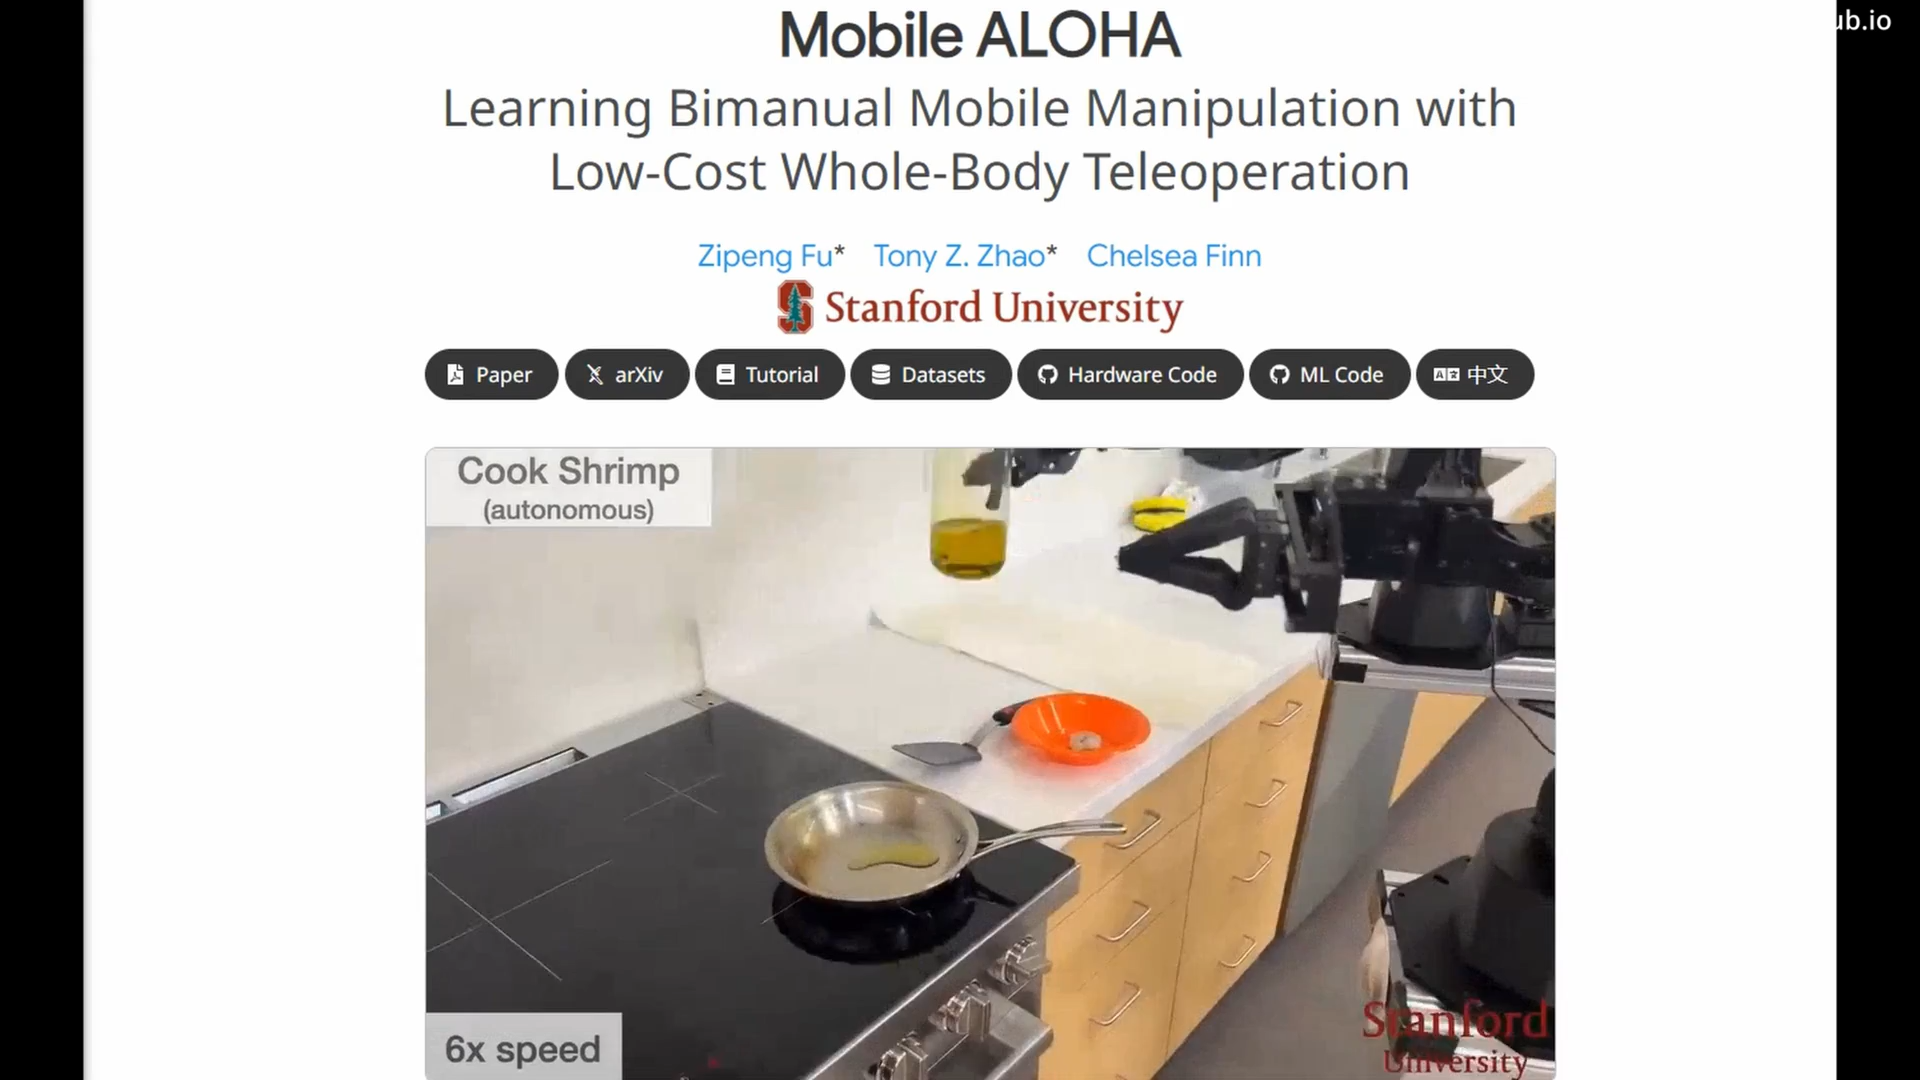 ub.io
Mobile ALOHA
Learning Bimanual Mobile Manipulation with
Low-Cost Whole-Body Teleoperation
Zipeng Fu* Tony Z. Zhao* Chelsea Finn
Stanford University
Paper arXiv Tutorial Datasets Hardware Code ML Code 中文
Cook Shrimp
(autonomous)
6x speed
Stanford
University